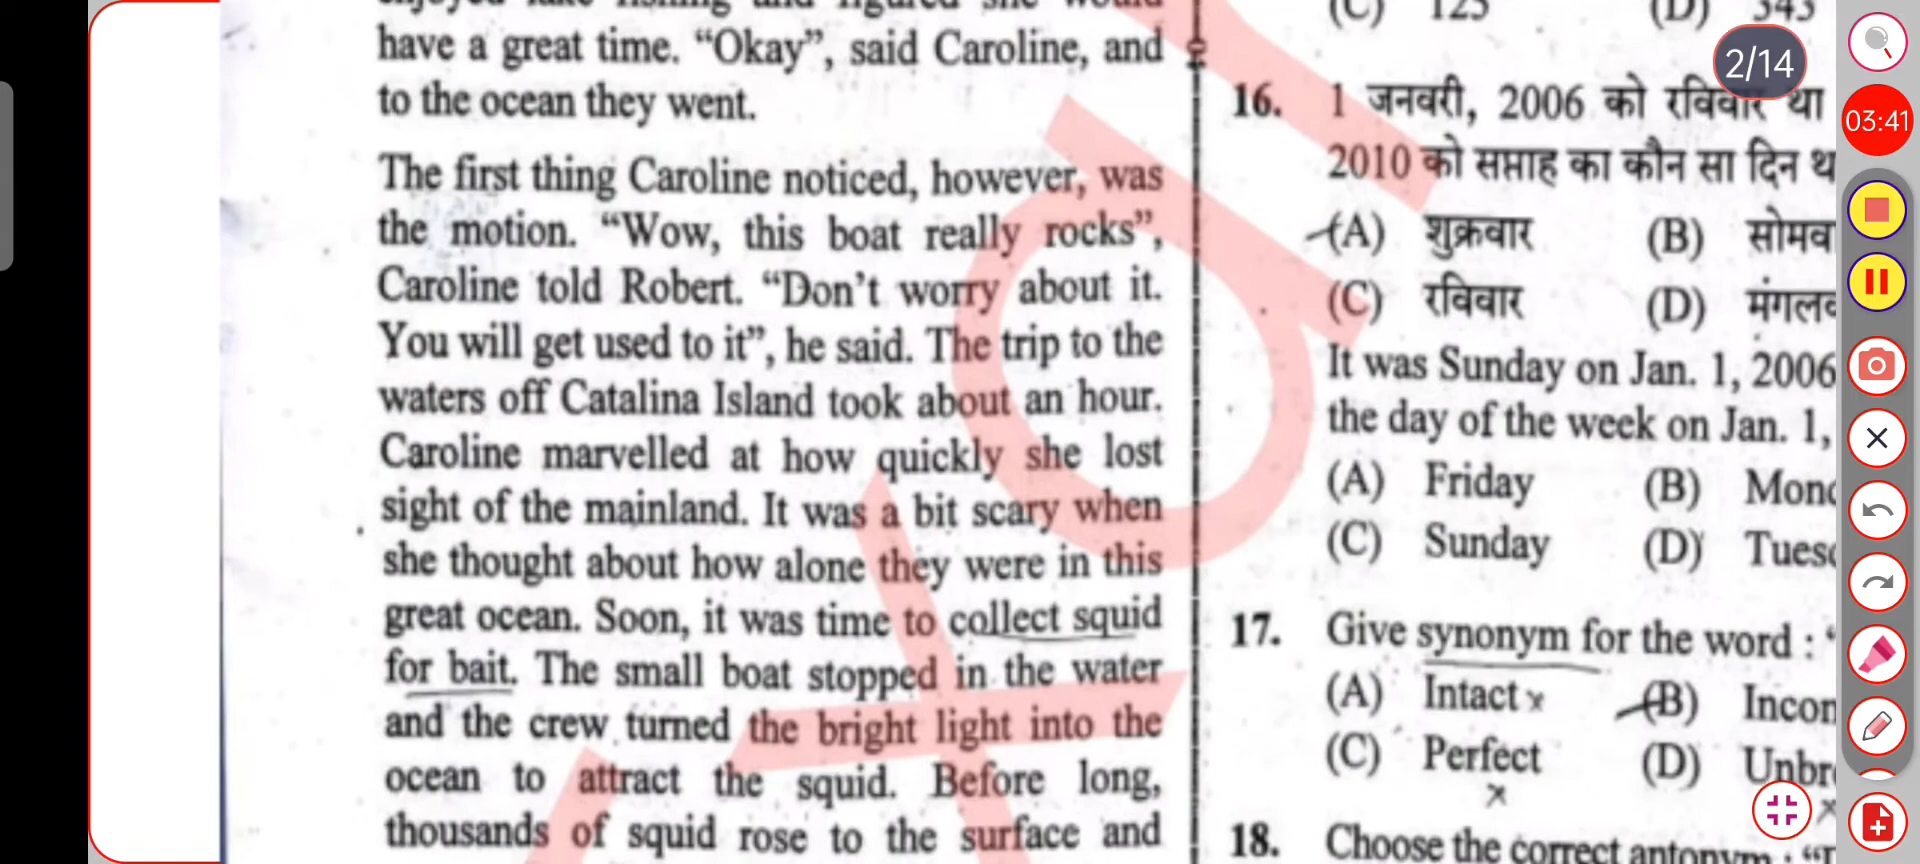 have a great time. “Okay”, said Caroline, and
to the ocean they went.
The first thing Caroline noticed, however, was
the motion. “Wow, this boat really rocks”,
Caroline told Robert. “Don’t worry about it.
You will get used to it”, he said. The trip to the
waters off Catalina Island took about an hour.
Caroline marvelled at how quickly she lost
sight of the mainland. It was a bit scary when
she thought about how alone they were in this
great ocean. Soon, it was time to collect squid
for bait. The small boat stopped in the water
and the crew turned the bright light into the
ocean to attract the squid. Before long,
thousands of squid rose to the surface and
(C) 125 (D) 343
16. 1 जनवरी, 2006 को रविवार था
2010 को सप्ताह का कौन सा दिन
(A) शुक्रवार (B)
(C) रविवार (D)
It was Sunday on Jan. 1, 2006
the day of the week on Jan. 1,
(A) Friday (B)
(C) Sunday (D)
17. Give synonym for the word :
(A) Intact (B)
(C) Perfect (D)
18. Choose the correct antonym :
2/14
03:41